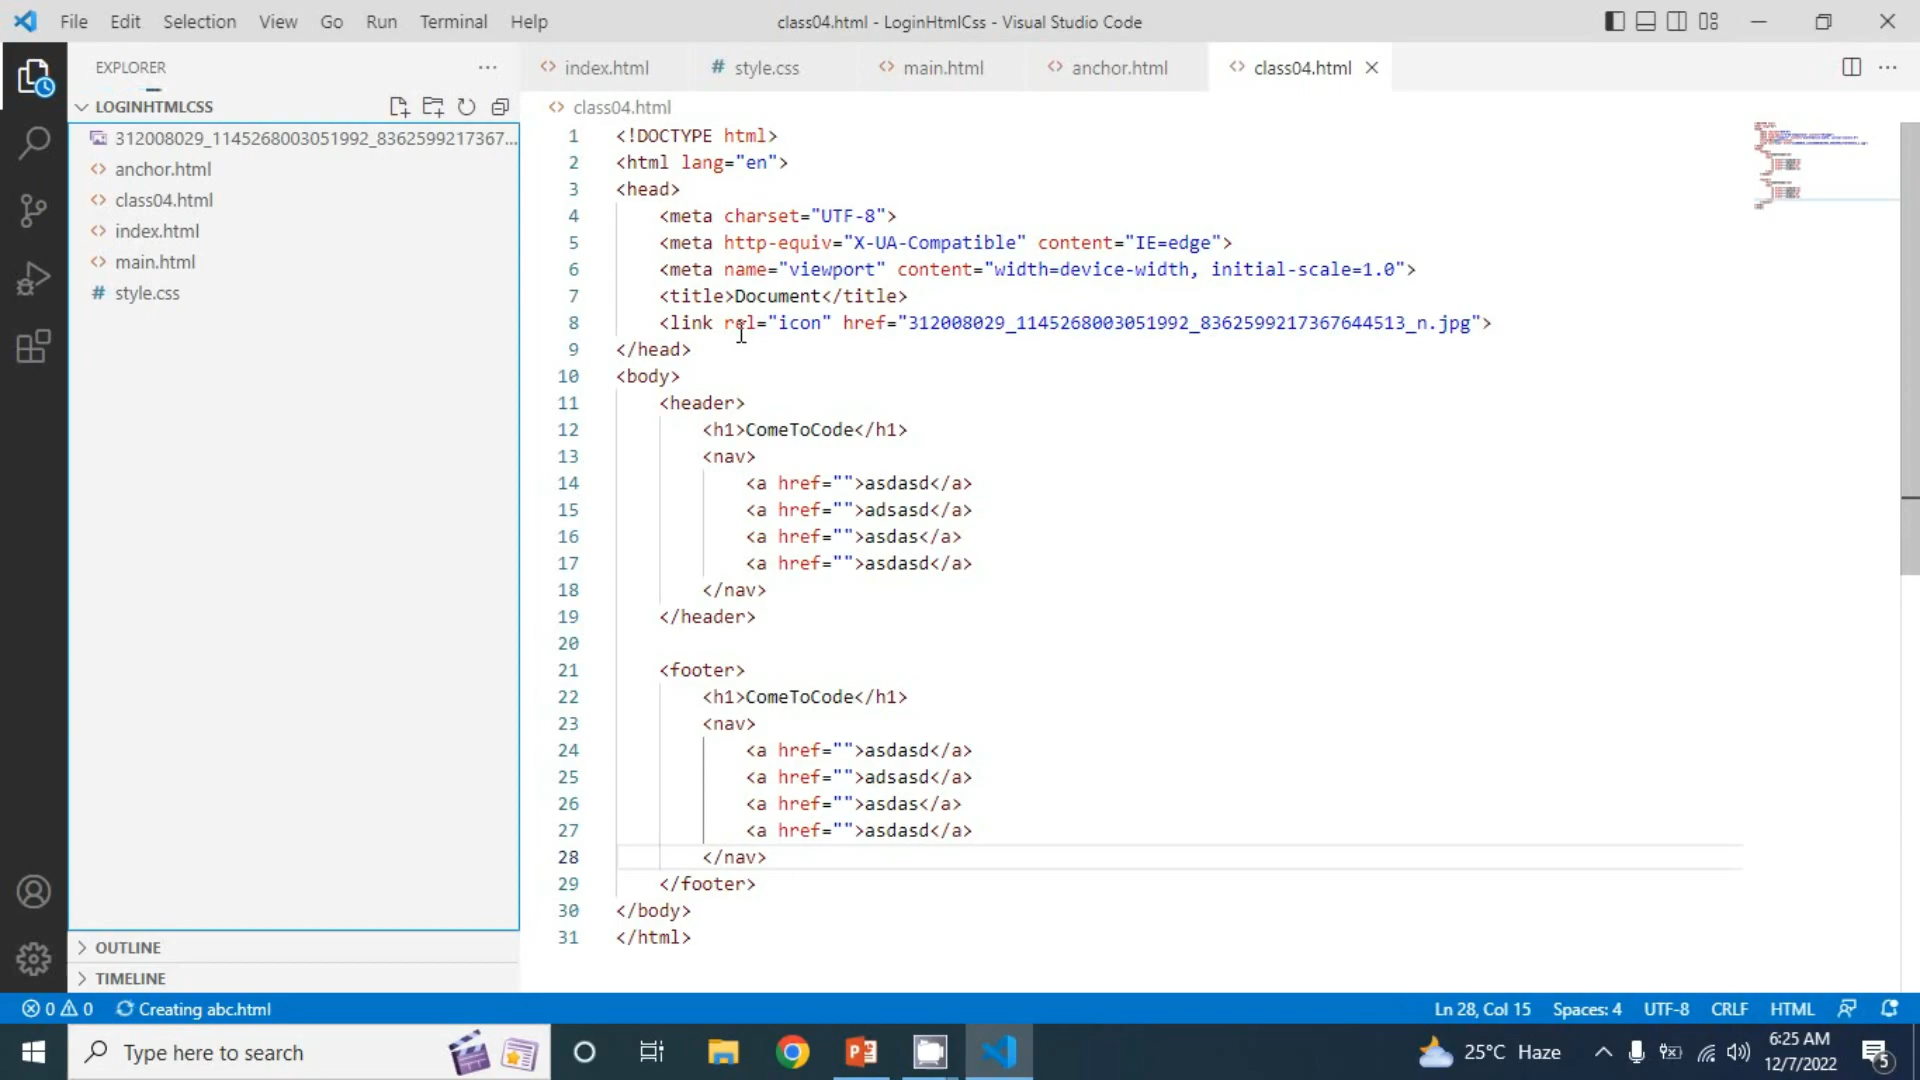 File Edit Selection View Go Run Terminal Help
class04.html - LoginHtmlCss - Visual Studio Code
EXPLORER
LOGINHTMLCSS
312008029_1145268003051992_8362599217367...
anchor.html
class04.html
index.html
main.html
style.css
OUTLINE
TIMELINE
index.html
# style.css
main.html
anchor.html
class04.html
class04.html
1 <!DOCTYPE html>
2 <html lang="en">
3 <head>
4 <meta charset="UTF-8">
5 <meta http-equiv="X-UA-Compatible" content="IE=edge">
6 <meta name="viewport" content="width=device-width, initial-scale=1.0">
7 <title>Document</title>
8 <link rel="icon" href="312008029_1145268003051992_8362599217367644513_n.jpg">
9 </head>
10 <body>
11 <header>
12 <h1>ComeToCode</h1>
13 <nav>
14 <a href="">asdasd</a>
15 <a href="">adsasd</a>
16 <a href="">asdas</a>
17 <a href="">asdasd</a>
18 </nav>
19 </header>
20
21 <footer>
22 <h1>ComeToCode</h1>
23 <nav>
24 <a href="">asdasd</a>
25 <a href="">adsasd</a>
26 <a href="">asdas</a>
27 <a href="">asdasd</a>
28 </nav>
29 </footer>
30 </body>
31 </html>
0 0 Creating abc.html
Ln 28, Col 15 Spaces: 4 UTF-8 CRLF HTML
Type here to search
25°C Haze
6:25 AM
12/7/2022
5